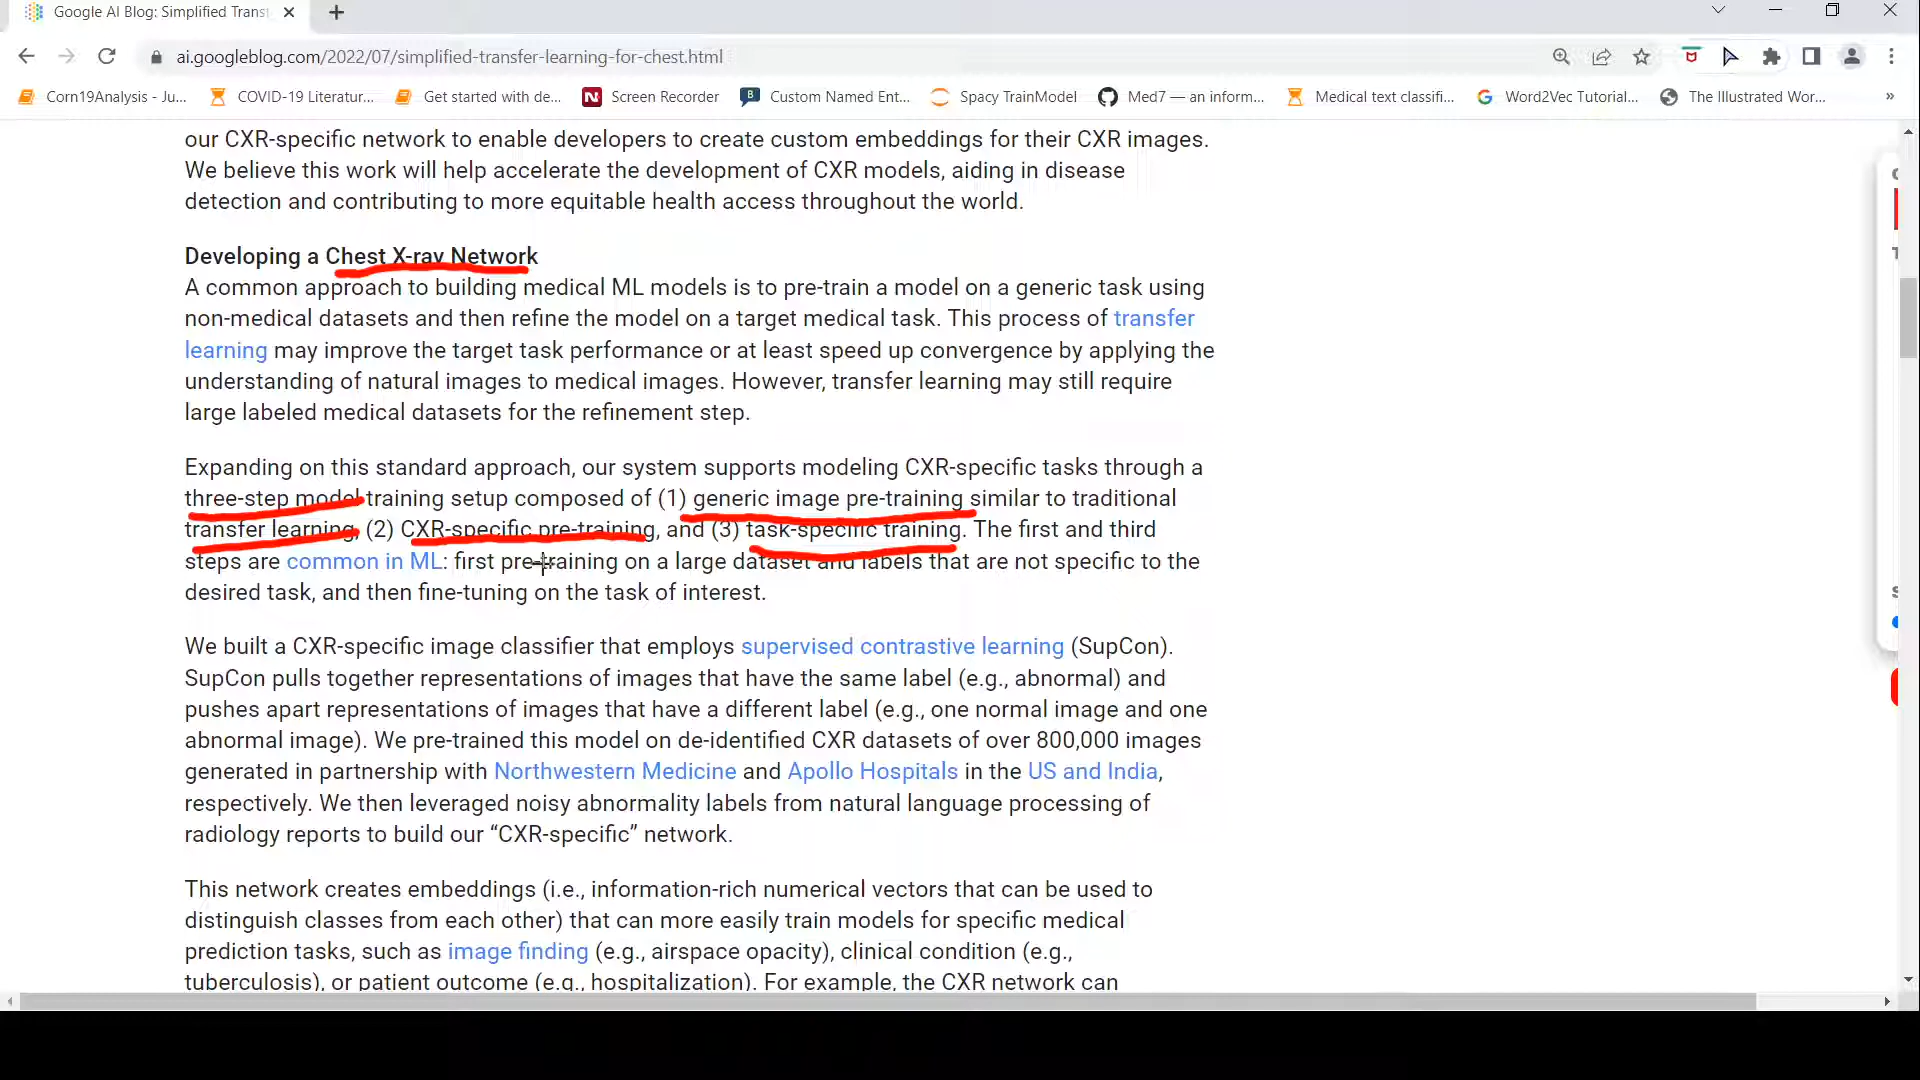 Google AI Blog: Simplified Transf
ai.googleblog.com/2022/07/simplified-transfer-learning-for-chest.html
Corn19Analysis - Ju... COVID-19 Literatur... Get started with de... Screen Recorder Custom Named Ent... Spacy TrainModel Med7 — an inform... Medical text classifi... Word2Vec Tutorial... The Illustrated Wor... »
our CXR-specific network to enable developers to create custom embeddings for their CXR images.
We believe this work will help accelerate the development of CXR models, aiding in disease
detection and contributing to more equitable health access throughout the world.
Developing a Chest X-ray Network
A common approach to building medical ML models is to pre-train a model on a generic task using
non-medical datasets and then refine the model on a target medical task. This process of transfer
learning may improve the target task performance or at least speed up convergence by applying the
understanding of natural images to medical images. However, transfer learning may still require
large labeled medical datasets for the refinement step.
Expanding on this standard approach, our system supports modeling CXR-specific tasks through a
three-step model training setup composed of (1) generic image pre-training similar to traditional
transfer learning, (2) CXR-specific pre-training, and (3) task-specific training. The first and third
steps are common in ML: first pre-training on a large dataset and labels that are not specific to the
desired task, and then fine-tuning on the task of interest.
We built a CXR-specific image classifier that employs supervised contrastive learning (SupCon).
SupCon pulls together representations of images that have the same label (e.g., abnormal) and
pushes apart representations of images that have a different label (e.g., one normal image and one
abnormal image). We pre-trained this model on de-identified CXR datasets of over 800,000 images
generated in partnership with Northwestern Medicine and Apollo Hospitals in the US and India,
respectively. We then leveraged noisy abnormality labels from natural language processing of
radiology reports to build our “CXR-specific” network.
This network creates embeddings (i.e., information-rich numerical vectors that can be used to
distinguish classes from each other) that can more easily train models for specific medical
prediction tasks, such as image finding (e.g., airspace opacity), clinical condition (e.g.,
tuberculosis), or patient outcome (e.g., hospitalization). For example, the CXR network can